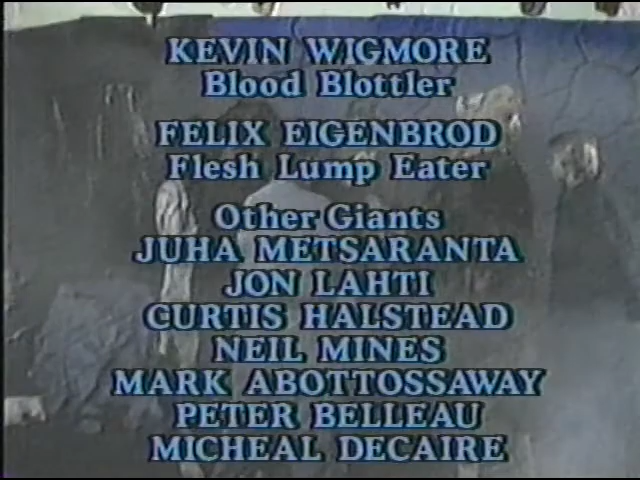 KEVIN WIGMORE
Blood Blottler
FELIX EIGENBROD
Flesh Lump Eater
Other Giants
JUHA METSARANTA
JON LAHTI
CURTIS HALSTEAD
NEIL MINES
MARK ABOTTOSSAWAY
PETER BELLEAU
MICHEAL DECAIRE